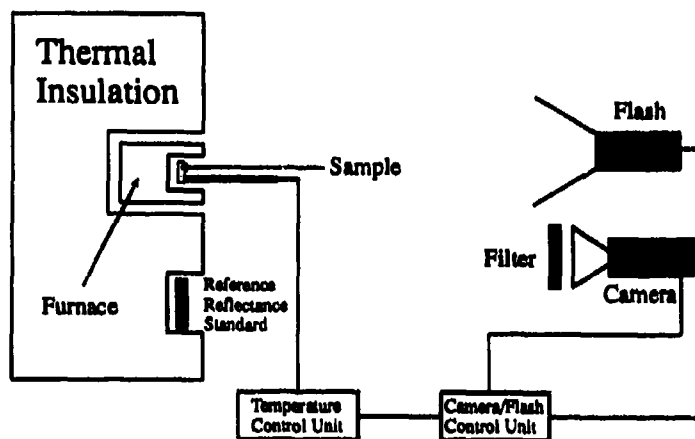 Thermal
Insulation
Flash
Sample
Filter
Camera
Furnace
Reference
Reflectance
Standard
Temperature
Control Unit
Camera/Flash
Control Unit